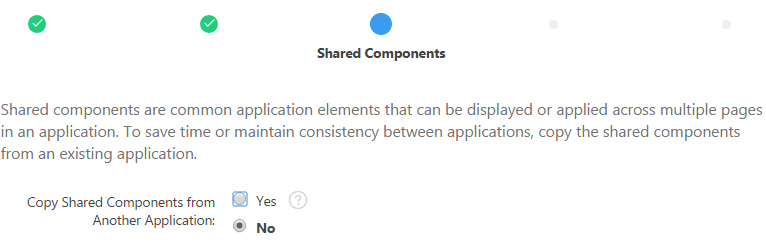 Shared Components
Shared components are common application elements that can be displayed or applied across multiple pages
in an application. To save time or maintain consistency between applications, copy the shared components
from an existing application.
Copy Shared Components from Yes ?
Another Application: No